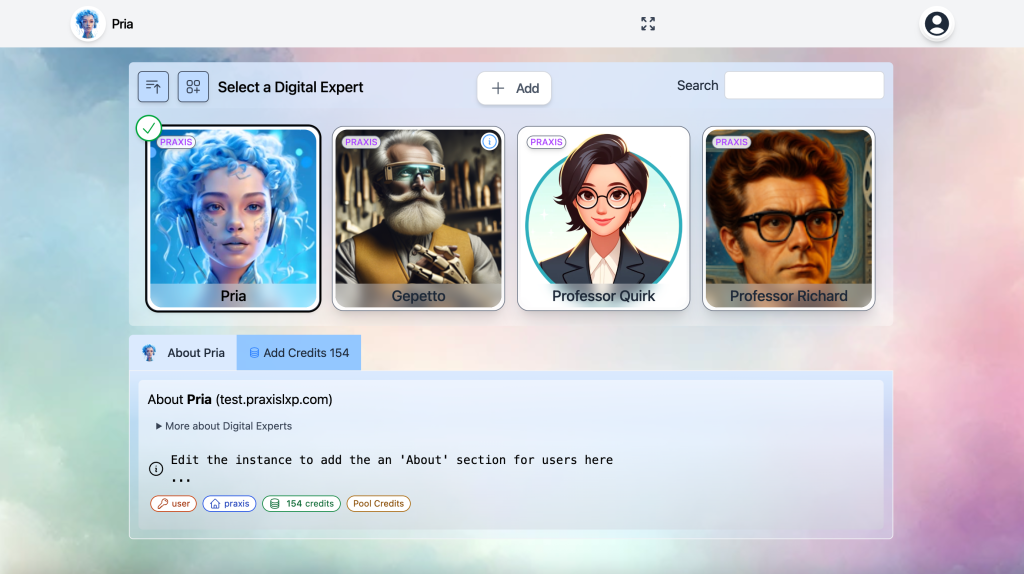 Pria
Select a Digital Expert
Add
Search
PRAXIS
PRAXIS
PRAXIS
PRAXIS
Pria
Gepetto
Professor Quirk
Professor Richard
About Pria
Add Credits 154
About Pria (test.praxislxp.com)
More about Digital Experts
Edit the instance to add the an 'About' section for users here
...
user
praxis
154 credits
Pool Credits